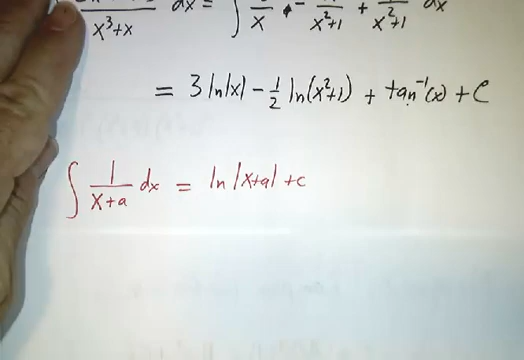 x³+x dx = ∫ x - x²+1 + x²+1 dx
= 3 ln|x| - 1/2 ln(x²+1) + tan⁻¹(x) + C
∫ 1/(x+a) dx = ln|x+a| + c